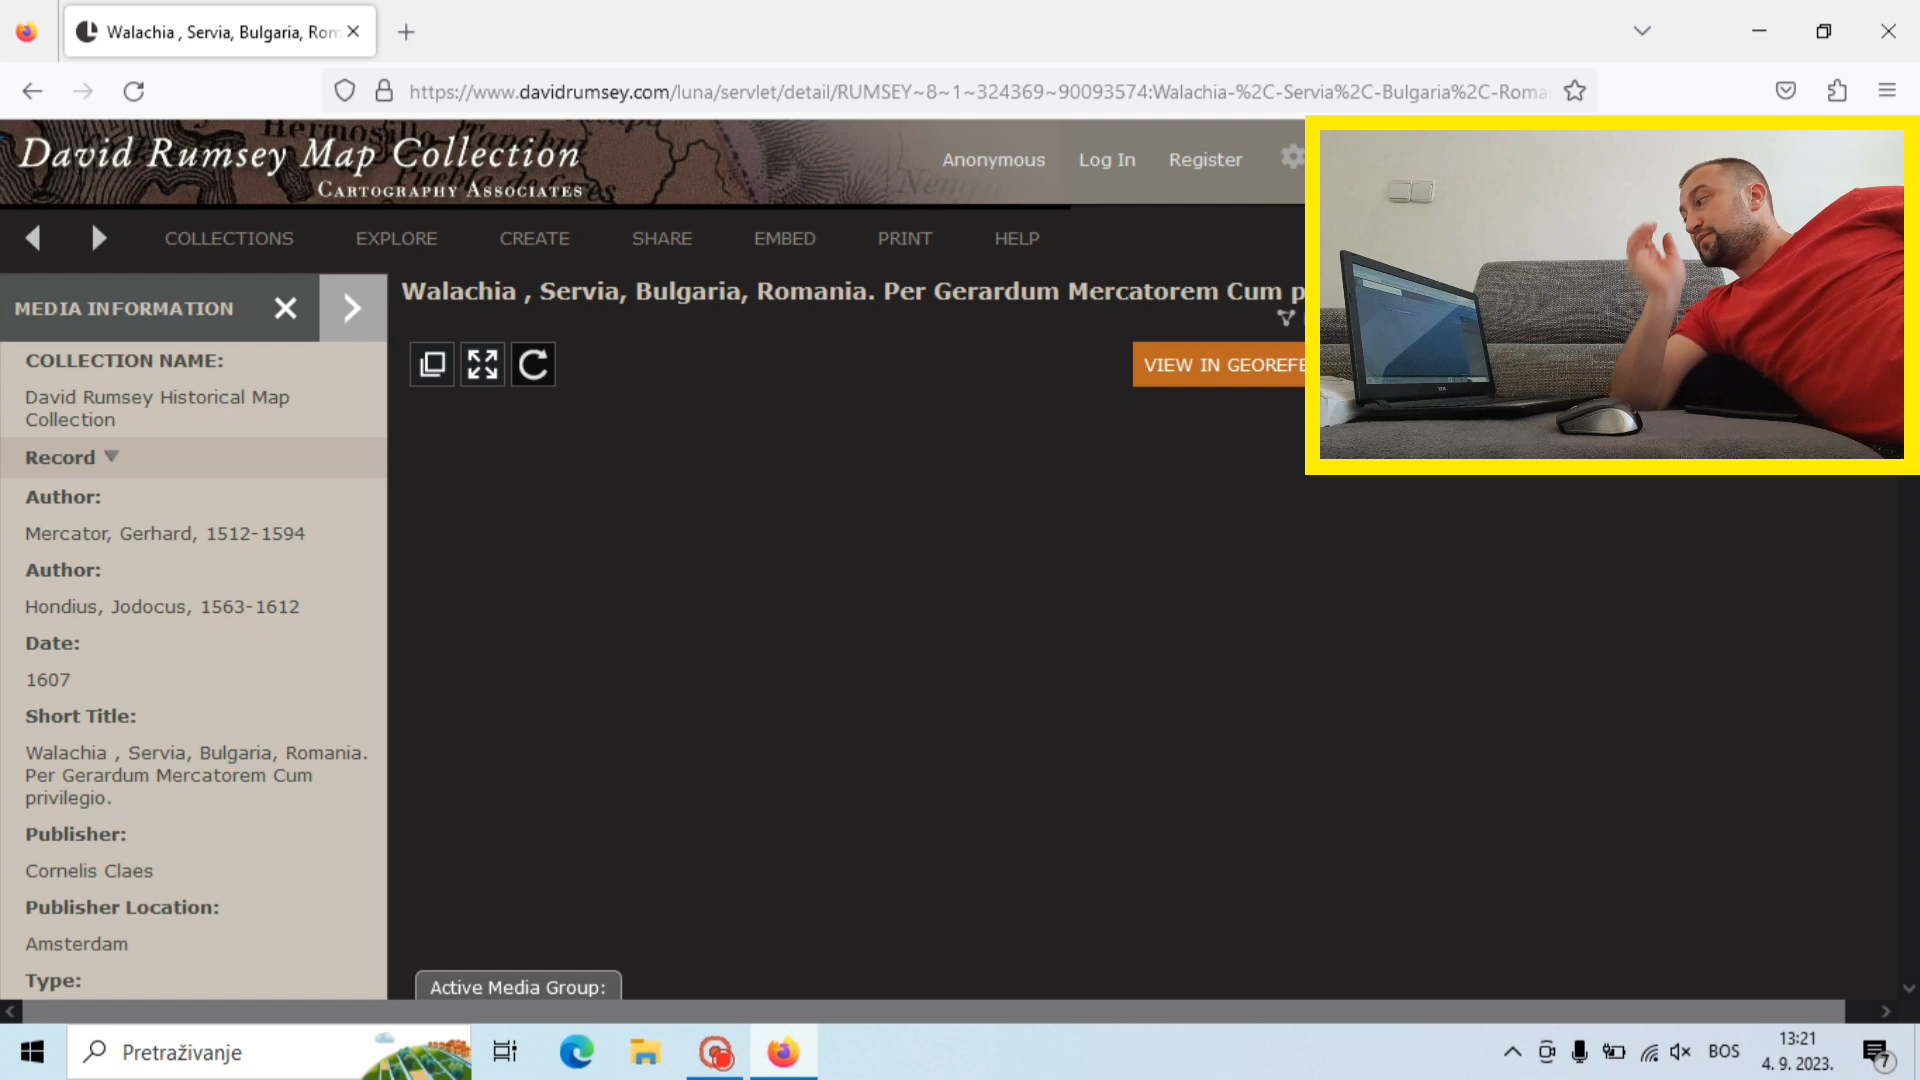 Walachia , Servia, Bulgaria, Rom
https://www.davidrumsey.com/luna/servlet/detail/RUMSEY~8~1~324369~90093574:Walachia-%2C-Servia%2C-Bulgaria%2C-Roma
David Rumsey Map Collection
CARTOGRAPHY ASSOCIATES
Anonymous Log In Register
COLLECTIONS EXPLORE CREATE SHARE EMBED PRINT HELP
MEDIA INFORMATION
Walachia , Servia, Bulgaria, Romania. Per Gerardum Mercatorem Cum p
VIEW IN GEOREFE
COLLECTION NAME:
David Rumsey Historical Map
Collection
Record
Author:
Mercator, Gerhard, 1512-1594
Author:
Hondius, Jodocus, 1563-1612
Date:
1607
Short Title:
Walachia , Servia, Bulgaria, Romania.
Per Gerardum Mercatorem Cum
privilegio.
Publisher:
Cornelis Claes
Publisher Location:
Amsterdam
Type:
Active Media Group:
Pretraživanje
BOS
13:21
4. 9. 2023.
7